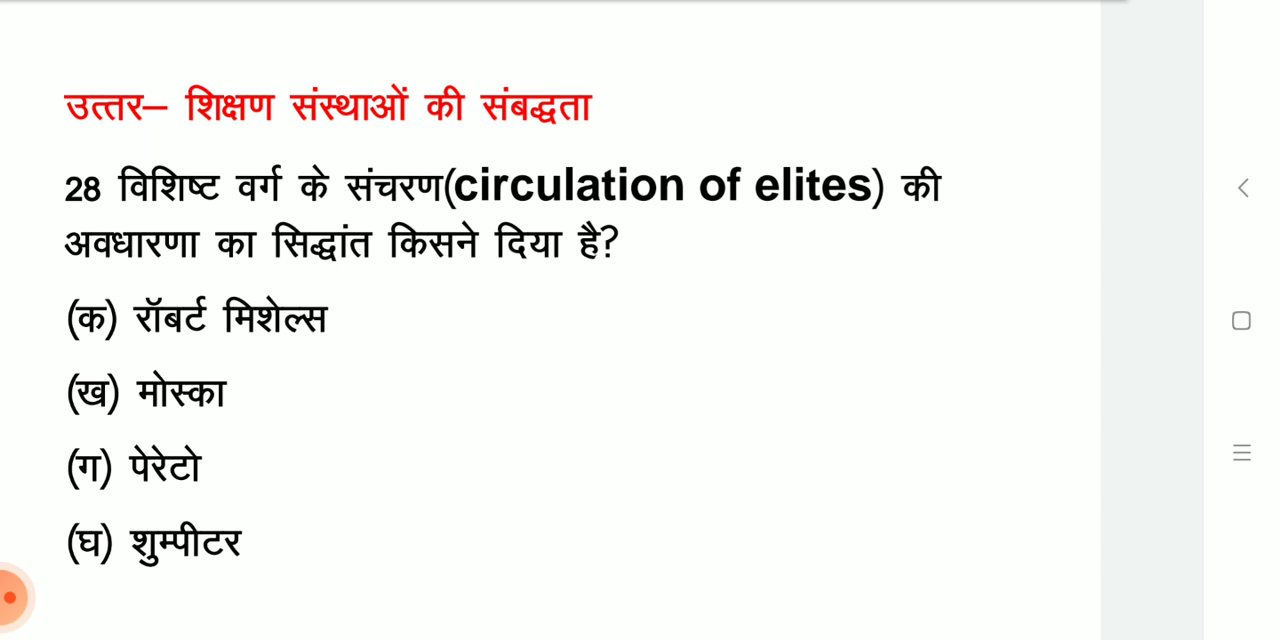 उत्तर– शिक्षण संस्थाओं की संबद्धता
28 विशिष्ट वर्ग के संचरण(circulation of elites) की
अवधारणा का सिद्धांत किसने दिया है?
(क) रॉबर्ट मिशेल्स
(ख) मोस्का
(ग) पेरेटो
(घ) शुम्पीटर